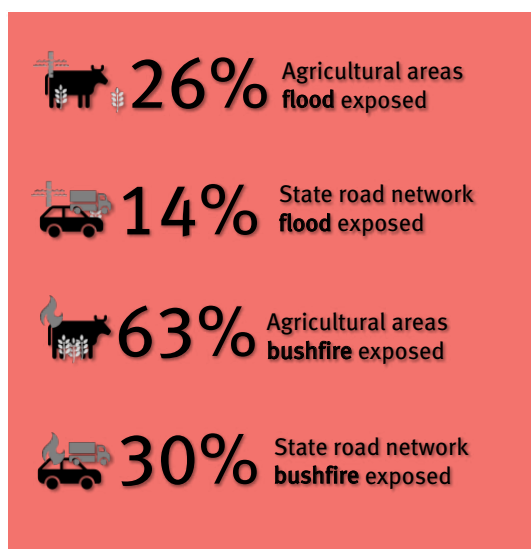 26% Agricultural areas
flood exposed
14% State road network
flood exposed
63% Agricultural areas
bushfire exposed
30% State road network
bushfire exposed